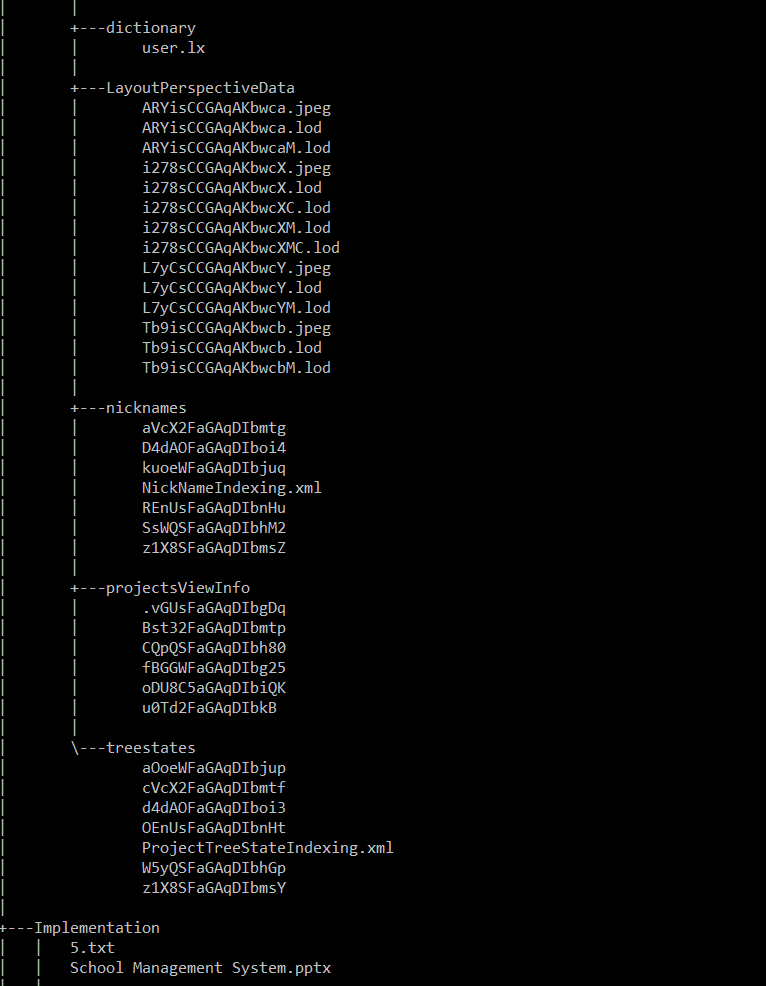 |       |
|       +---dictionary
|       |       user.lx
|       |
|       +---LayoutPerspectiveData
|       |       ARYisCCGAqAKbwca.jpeg
|       |       ARYisCCGAqAKbwca.lod
|       |       ARYisCCGAqAKbwcaM.lod
|       |       i278sCCGAqAKbwcX.jpeg
|       |       i278sCCGAqAKbwcX.lod
|       |       i278sCCGAqAKbwcXC.lod
|       |       i278sCCGAqAKbwcXM.lod
|       |       i278sCCGAqAKbwcXMC.lod
|       |       L7yCsCCGAqAKbwcY.jpeg
|       |       L7yCsCCGAqAKbwcY.lod
|       |       L7yCsCCGAqAKbwcYM.lod
|       |       Tb9isCCGAqAKbwcb.jpeg
|       |       Tb9isCCGAqAKbwcb.lod
|       |       Tb9isCCGAqAKbwcbM.lod
|       |
|       +---nicknames
|       |       aVcX2FaGAqDIbmtg
|       |       D4dAOFaGAqDIboi4
|       |       kuoeWFaGAqDIbjuq
|       |       NickNameIndexing.xml
|       |       REnUsFaGAqDIbnHu
|       |       SsWQSFaGAqDIbhM2
|       |       z1X8SFaGAqDIbmsZ
|       |
|       +---projectsViewInfo
|       |       .vGUsFaGAqDIbgDq
|       |       Bst32FaGAqDIbmtp
|       |       CQpQSFaGAqDIbh80
|       |       fBGGWFaGAqDIbg25
|       |       oDU8C5aGAqDIbiQK
|       |       u0Td2FaGAqDIbkB
|       |
|       \---treestates
|               aOoeWFaGAqDIbjup
|               cVcX2FaGAqDIbmtf
|               d4dAOFaGAqDIboi3
|               OEnUsFaGAqDIbnHt
|               ProjectTreeStateIndexing.xml
|               W5yQSFaGAqDIbhGp
|               z1X8SFaGAqDIbmsY
|
+---Implementation
|   |   5.txt
|   |   School Management System.pptx
|   |